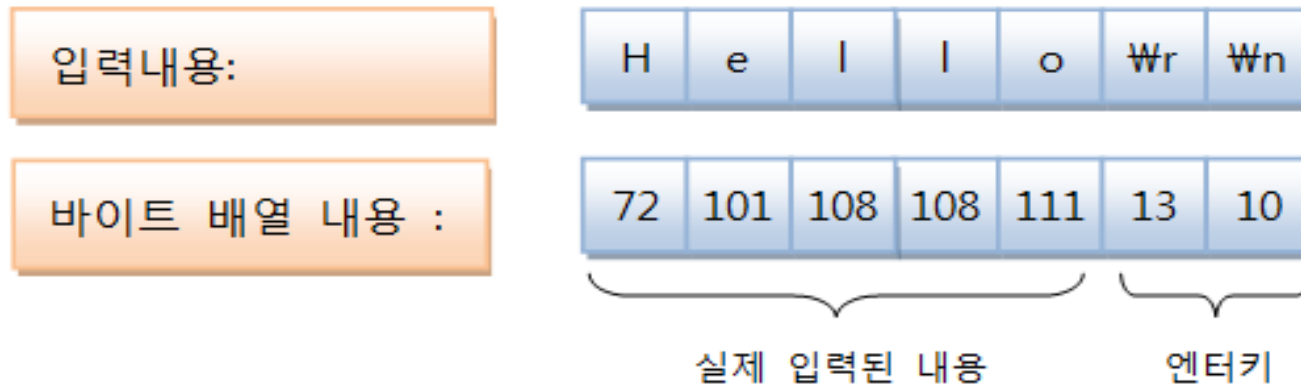 입력내용: H e l l o ₩r ₩n
바이트 배열 내용 : 72 101 108 108 111 13 10
실제 입력된 내용 엔터키